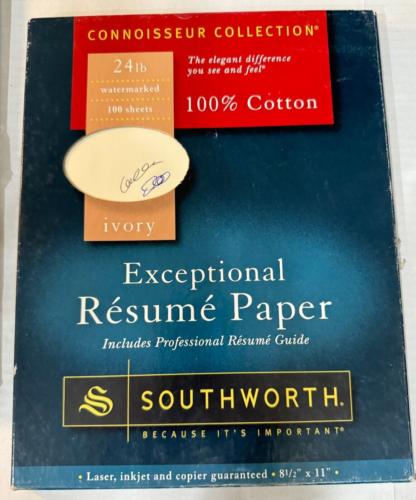 CONNOISSEUR COLLECTION®
24lb
watermarked
100 sheets
The elegant difference
you see and feel®
100% Cotton
ivory
Exceptional
Résumé Paper
Includes Professional Résumé Guide
S SOUTHWORTH®
BECAUSE IT'S IMPORTANT®
• Laser, inkjet and copier guaranteed • 8½" x 11" •